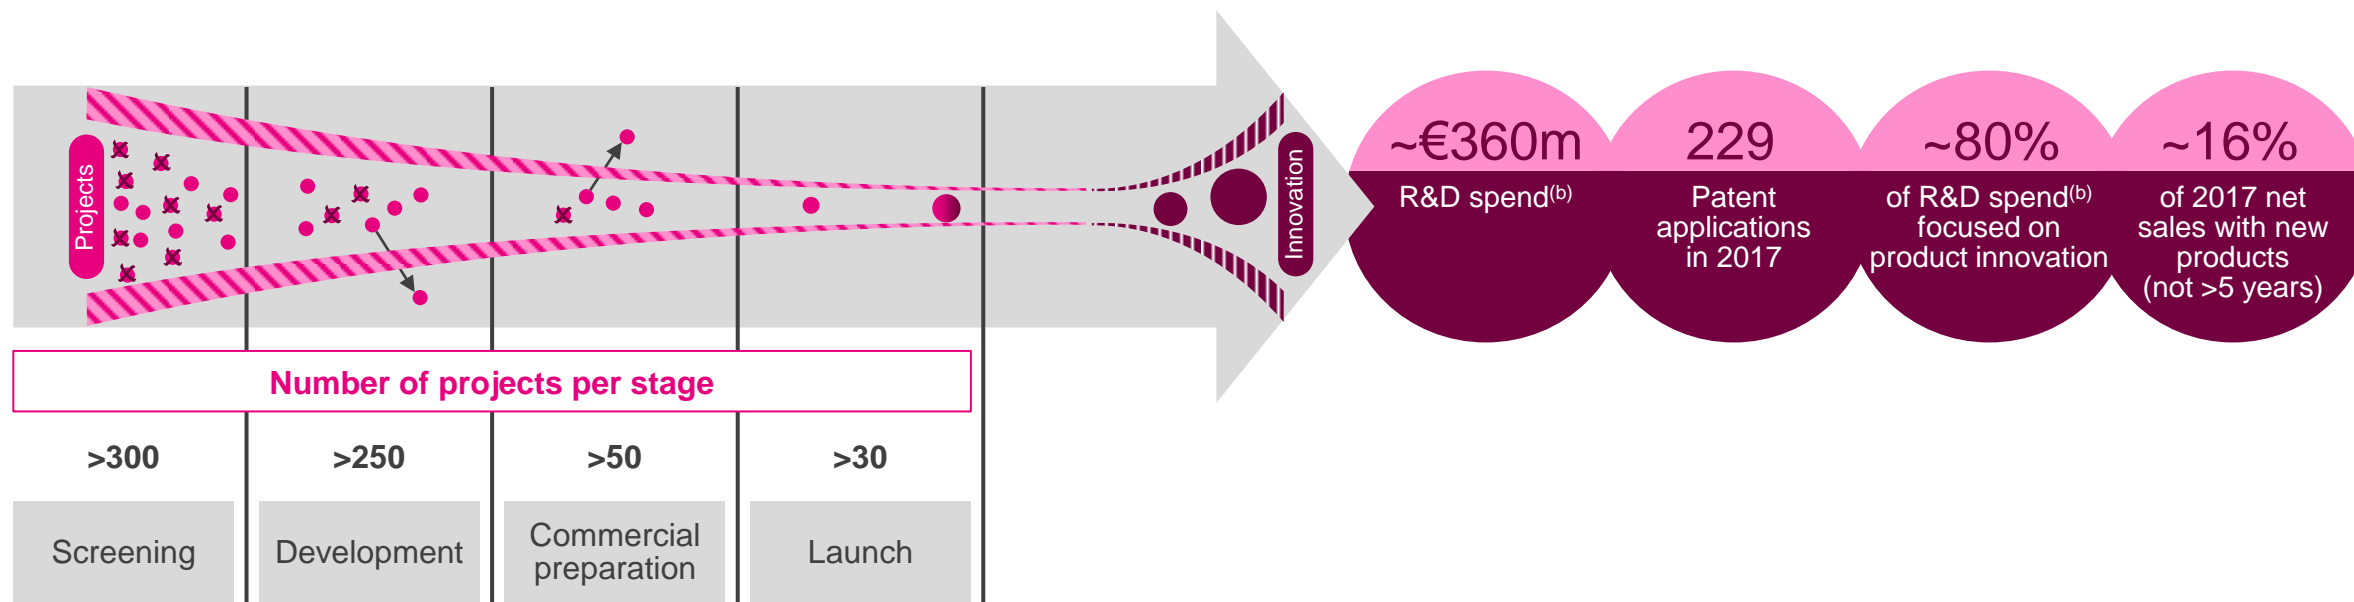 Projects
Innovation
~€360m
R&D spend(b)
229
Patent
applications
in 2017
~80%
of R&D spend(b)
focused on
product innovation
~16%
of 2017 net
sales with new
products
(not >5 years)
Number of projects per stage
>300
>250
>50
>30
Screening
Development
Commercial
preparation
Launch